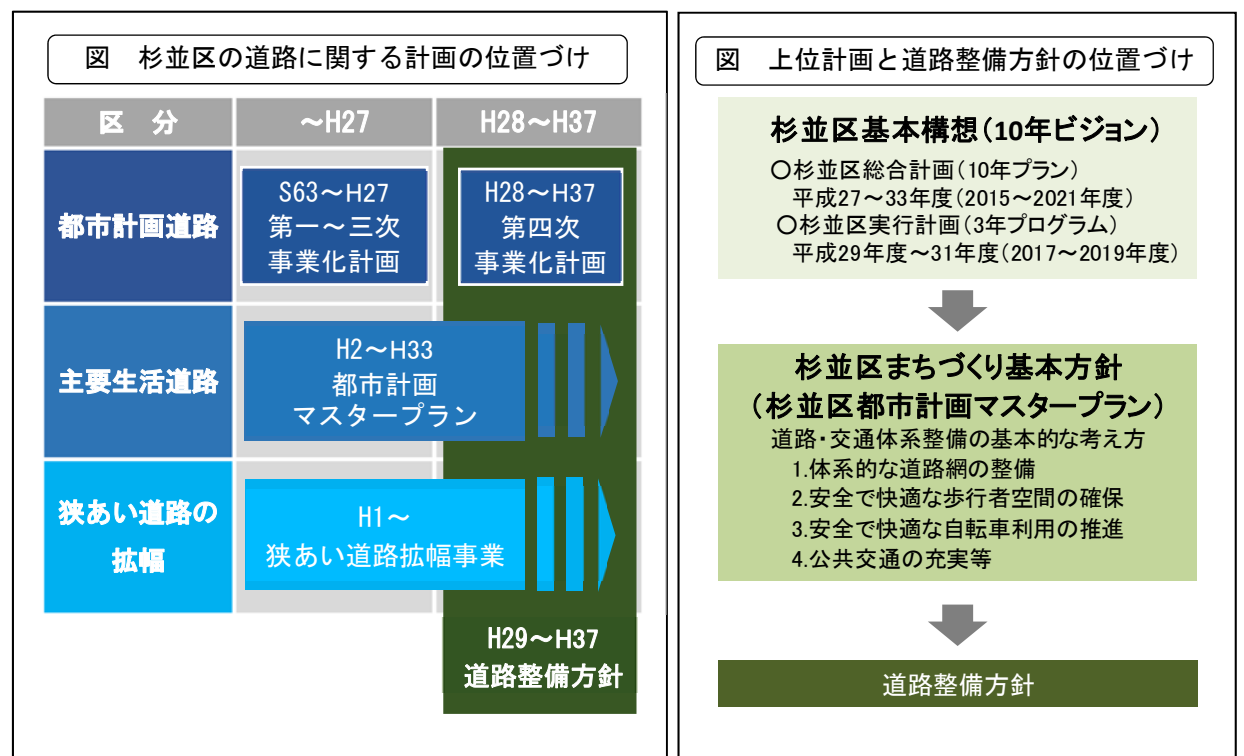 図 杉並区の道路に関する計画の位置づけ
区 分
～H27
H28～H37
都市計画道路
S63～H27
第一～三次
事業化計画
H28～H37
第四次
事業化計画
主要生活道路
H2～H33
都市計画
マスタープラン
狭あい道路の
拡幅
H1～
狭あい道路拡幅事業
H29～H37
道路整備方針
図 上位計画と道路整備方針の位置づけ
杉並区基本構想（10年ビジョン）
○杉並区総合計画（10年プラン）
平成27～33年度（2015～2021年度）
○杉並区実行計画（3年プログラム）
平成29年度～31年度（2017～2019年度）
杉並区まちづくり基本方針
（杉並区都市計画マスタープラン）
道路・交通体系整備の基本的な考え方
1.体系的な道路網の整備
2.安全で快適な歩行者空間の確保
3.安全で快適な自転車利用の推進
4.公共交通の充実等
道路整備方針